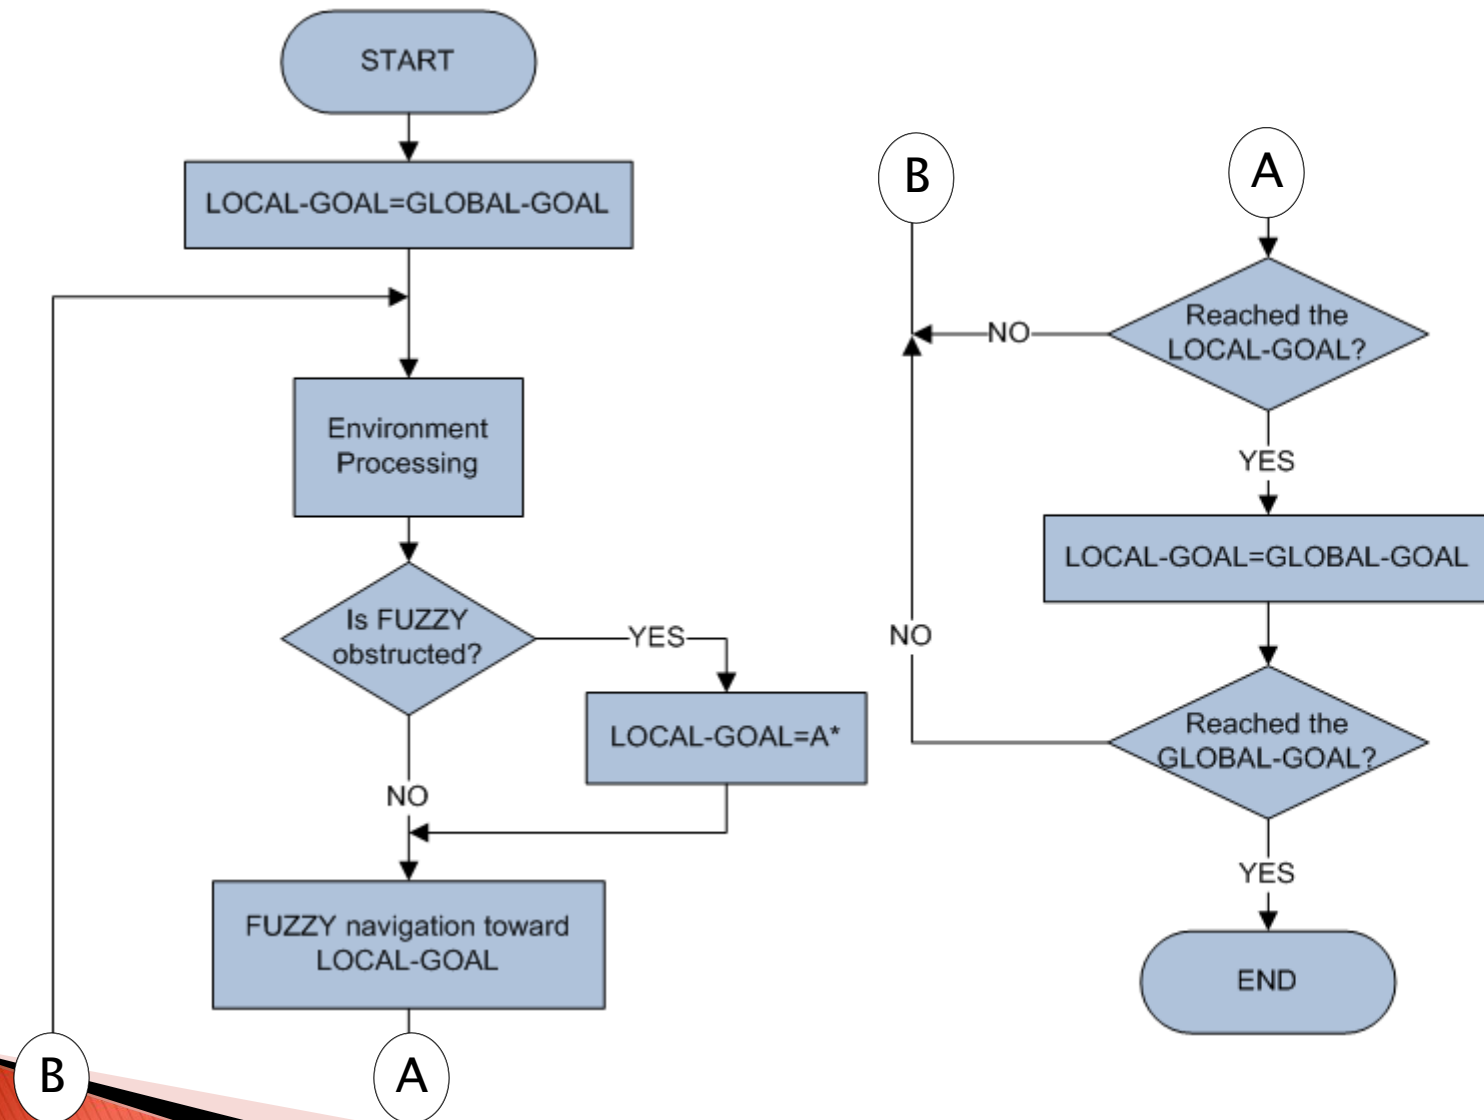 START
LOCAL-GOAL=GLOBAL-GOAL
Environment
Processing
Is FUZZY
obstructed?
YES
LOCAL-GOAL=A*
NO
FUZZY navigation toward
LOCAL-GOAL
B
A
B
A
Reached the
LOCAL-GOAL?
NO
YES
LOCAL-GOAL=GLOBAL-GOAL
NO
Reached the
GLOBAL-GOAL?
YES
END